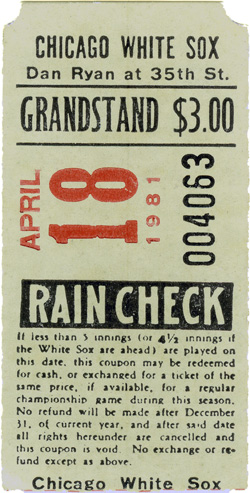 CHICAGO WHITE SOX
Dan Ryan at 35th St.
GRANDSTAND $3.00
APRIL
18
1981
004063
RAIN CHECK
If less than 5 innings (or 4½ innings if
the White Sox are ahead) are played on
this date, this coupon may be redeemed
for cash, or exchanged for a ticket of the
same price, if available, for a regular
championship game during this season.
No refund will be made after December
31, of current year, and after said date
all rights hereunder are cancelled and
this coupon is void. No exchange or re-
fund except as above.
Chicago White Sox